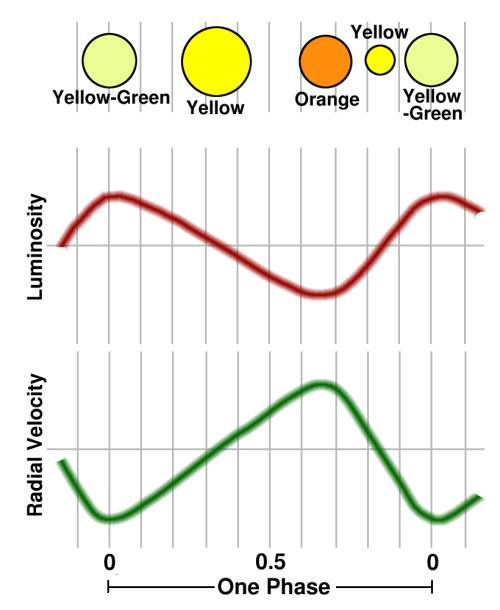 Yellow
Yellow-Green
Yellow
Orange
Yellow
-Green
Luminosity
Radial Velocity
0
0.5
0
One Phase